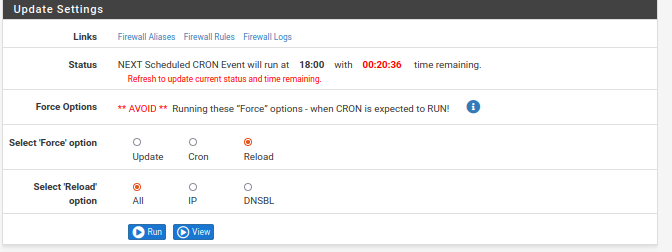 Update Settings
Links Firewall Aliases Firewall Rules Firewall Logs
Status NEXT Scheduled CRON Event will run at 18:00 with 00:20:36 time remaining.
Refresh to update current status and time remaining.
Force Options ** AVOID ** Running these "Force" options - when CRON is expected to RUN!
Select 'Force' option
Update Cron Reload
Select 'Reload'
option All IP DNSBL
Run View